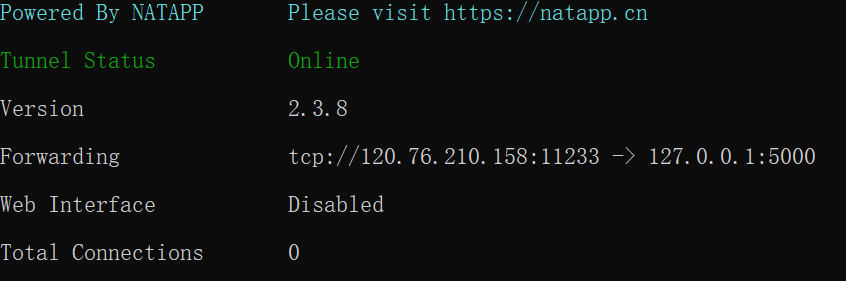 Powered By NATAPP Please visit https://natapp.cn
Tunnel Status Online
Version 2.3.8
Forwarding tcp://120.76.210.158:11233 -> 127.0.0.1:5000
Web Interface Disabled
Total Connections 0